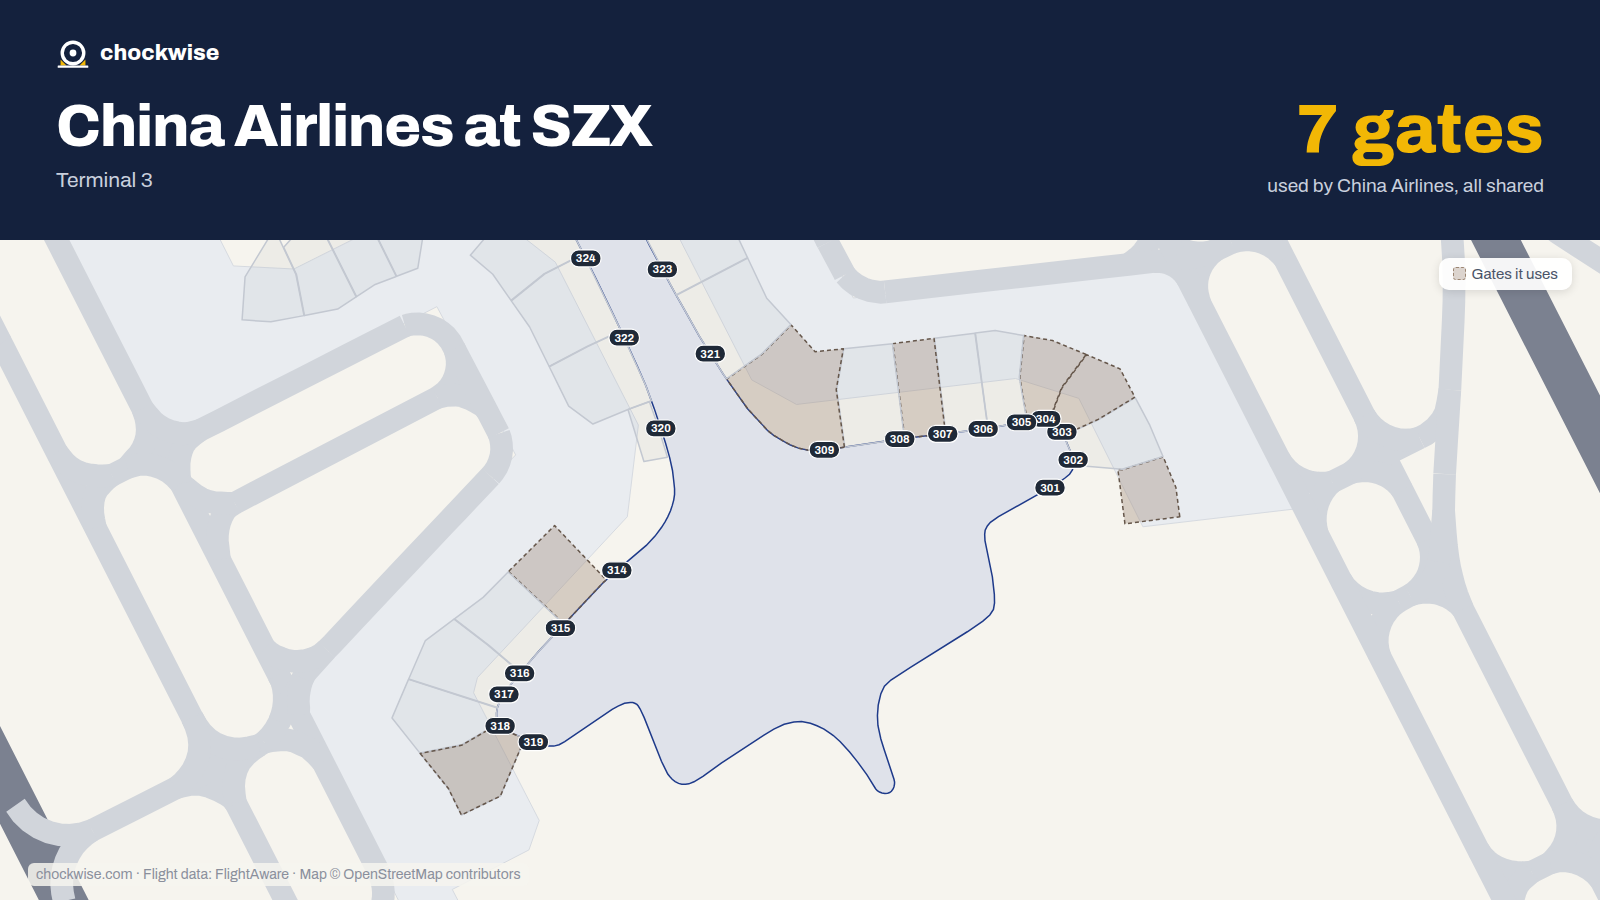 chockwise
China Airlines at SZX
Terminal 3
7 gates
used by China Airlines, all shared
Gates it uses
324
323
322
321
320
309
308
307
306
305
304
303
302
301
314
315
316
317
318
319
chockwise.com · Flight data: FlightAware · Map © OpenStreetMap contributors